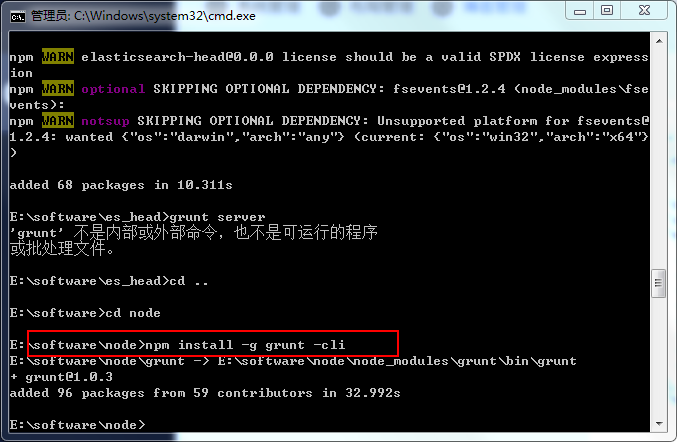 管理员: C:\Windows\system32\cmd.exe
npm WARN elasticsearch-head@0.0.0 license should be a valid SPDX license express
ion
npm WARN optional SKIPPING OPTIONAL DEPENDENCY: fsevents@1.2.4 (node_modules\fse
vents):
npm WARN notsup SKIPPING OPTIONAL DEPENDENCY: Unsupported platform for fsevents@
1.2.4: wanted {"os":"darwin","arch":"any"} (current: {"os":"win32","arch":"x64"}
)
added 68 packages in 10.311s
E:\software\es_head>grunt server
'grunt' 不是内部或外部命令，也不是可运行的程序
或批处理文件。
E:\software\es_head>cd ..
E:\software>cd node
E:\software\node>npm install -g grunt -cli
E:\software\node\grunt -> E:\software\node\node_modules\grunt\bin\grunt
+ grunt@1.0.3
added 96 packages from 59 contributors in 32.992s
E:\software\node>